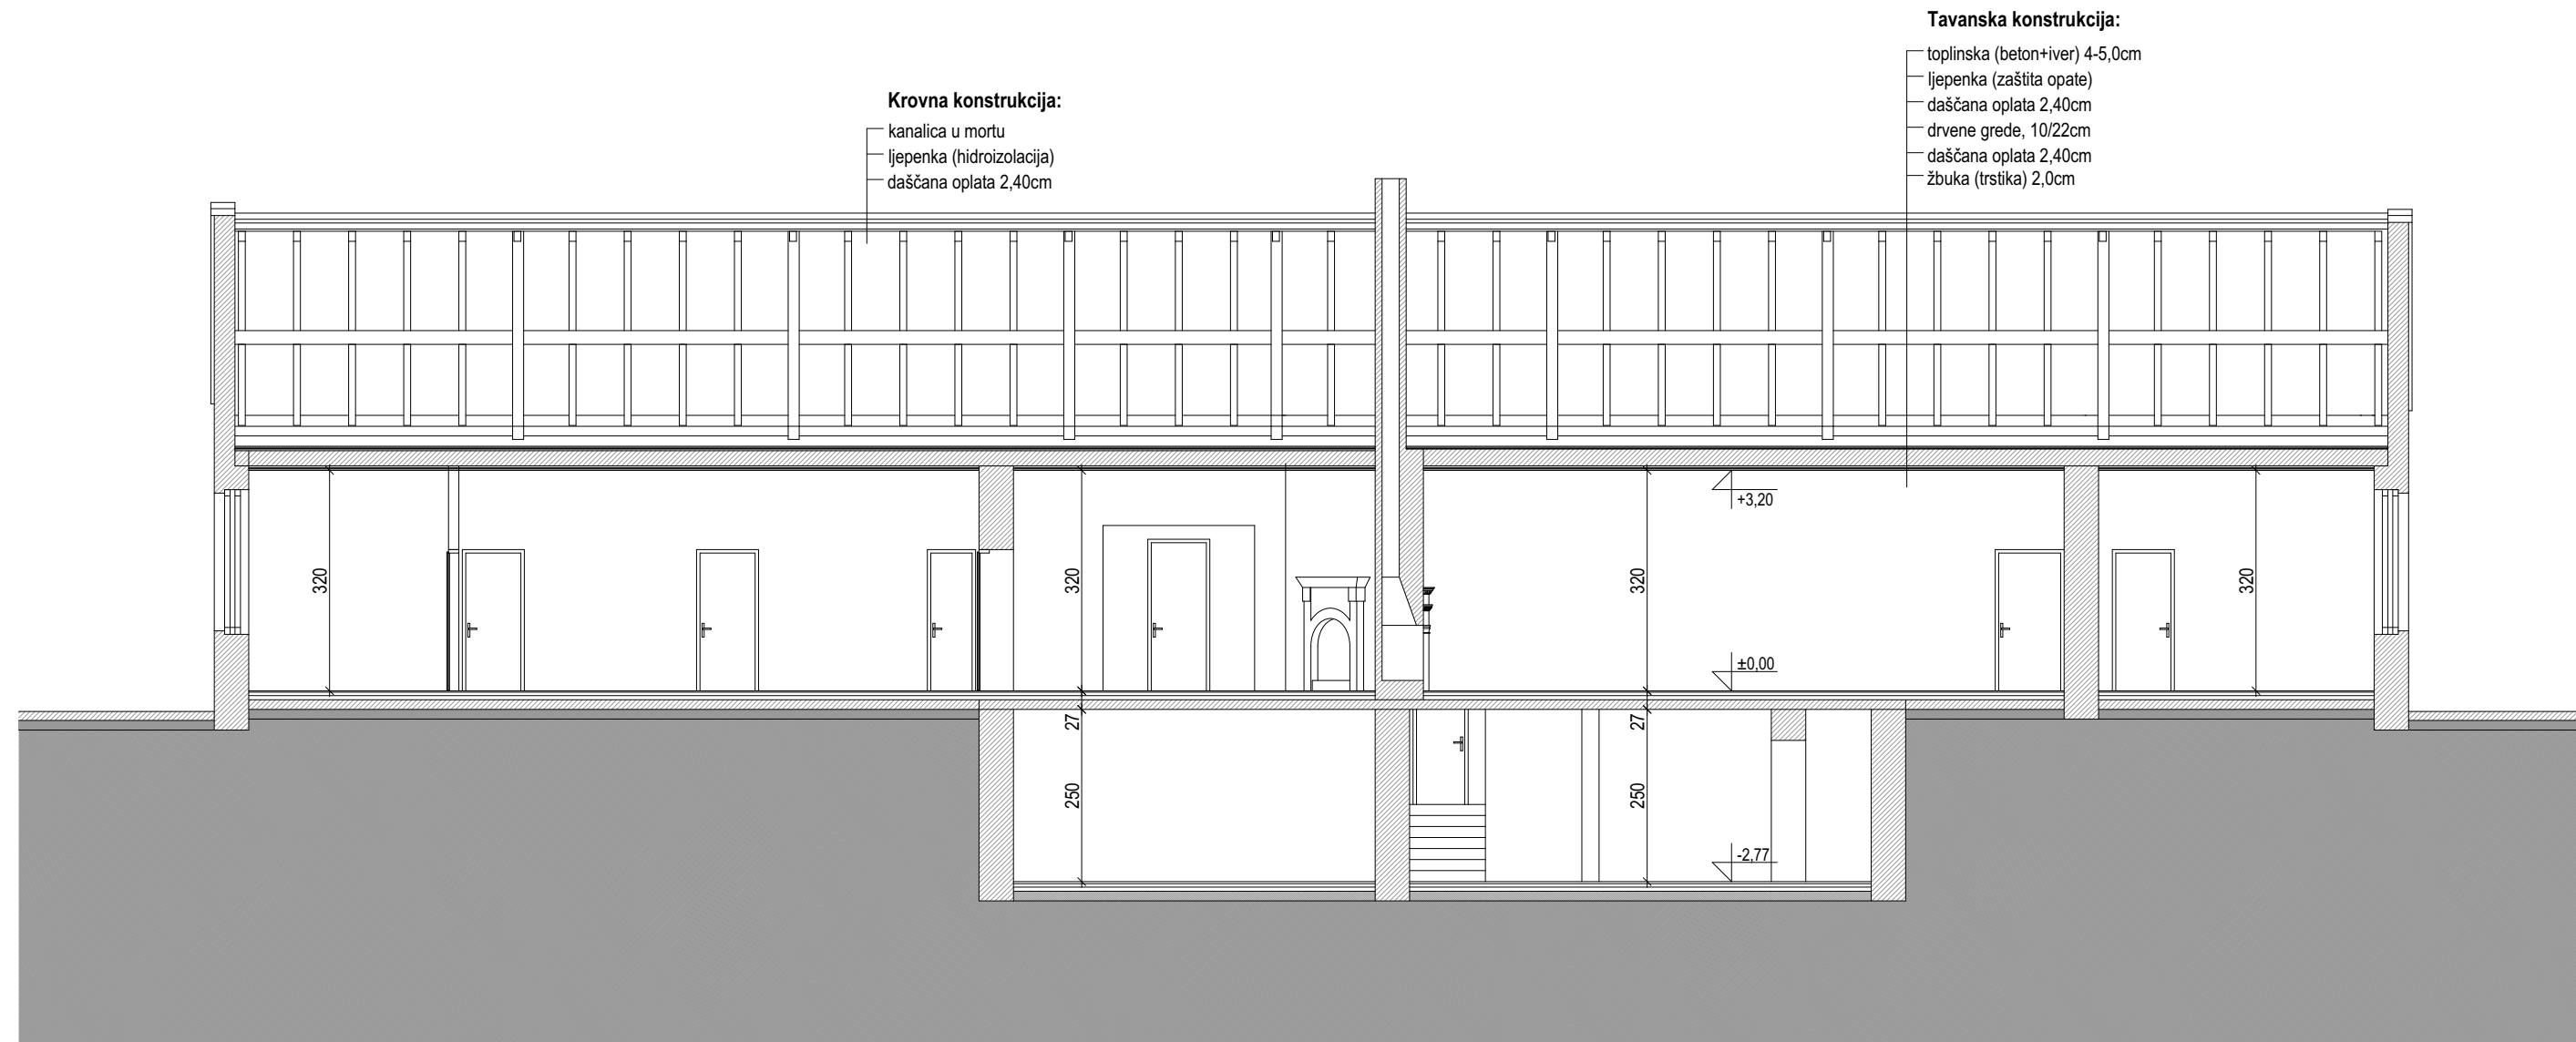 Tavanska konstrukcija:
toplinska (beton+iver) 4-5,0cm
ljepenka (zaštita opate)
daščana oplata 2,40cm
drvene grede, 10/22cm
daščana oplata 2,40cm
žbuka (trstika) 2,0cm
Krovna konstrukcija:
kanalica u mortu
ljepenka (hidroizolacija)
daščana oplata 2,40cm
+3,20
320
320
320
320
±0,00
27
27
250
250
-2,77